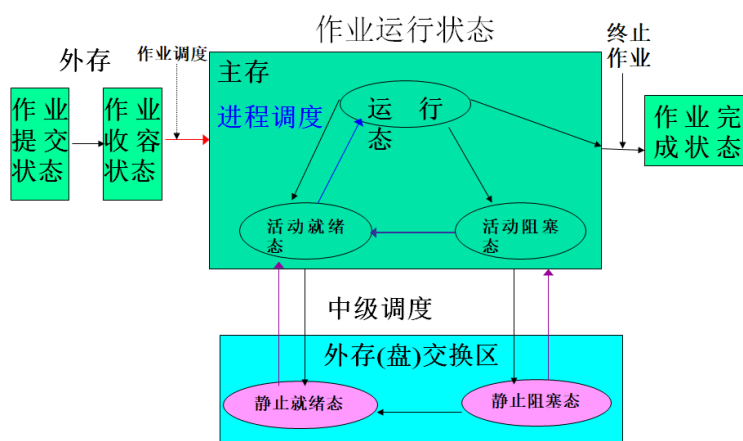 作业运行状态
终止
作业
外存
作业调度
主存
作 业
提 交
状态
作 业
收 容
状态
进程调度
运 行
态
作 业 完
成 状 态
活动就绪
态
活动阻塞
态
中级调度
外存(盘)交换区
静止就绪态
静止阻塞态